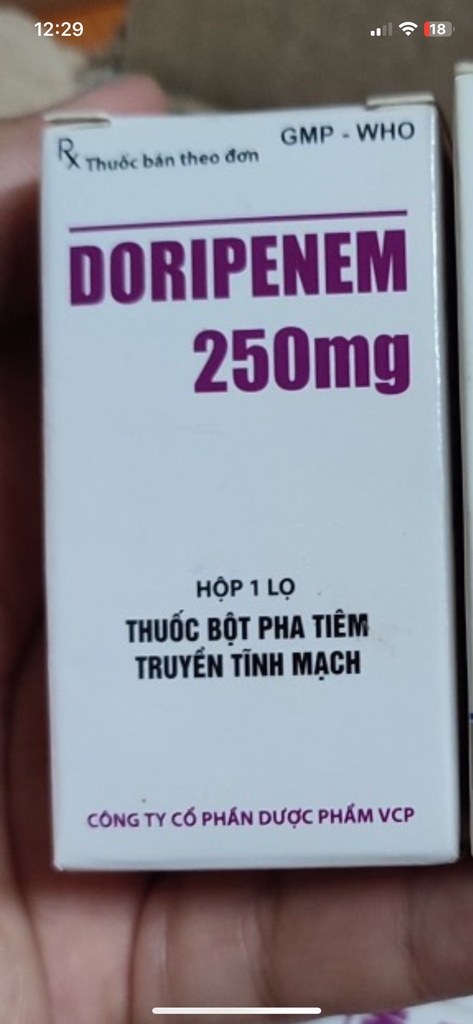 12:29
18
Rx Thuốc bán theo đơn
GMP - WHO
DORIPENEM
250mg
HỘP 1 LỌ
THUỐC BỘT PHA TIÊM
TRUYỀN TĨNH MẠCH
CÔNG TY CỔ PHẦN DƯỢC PHẨM VCP